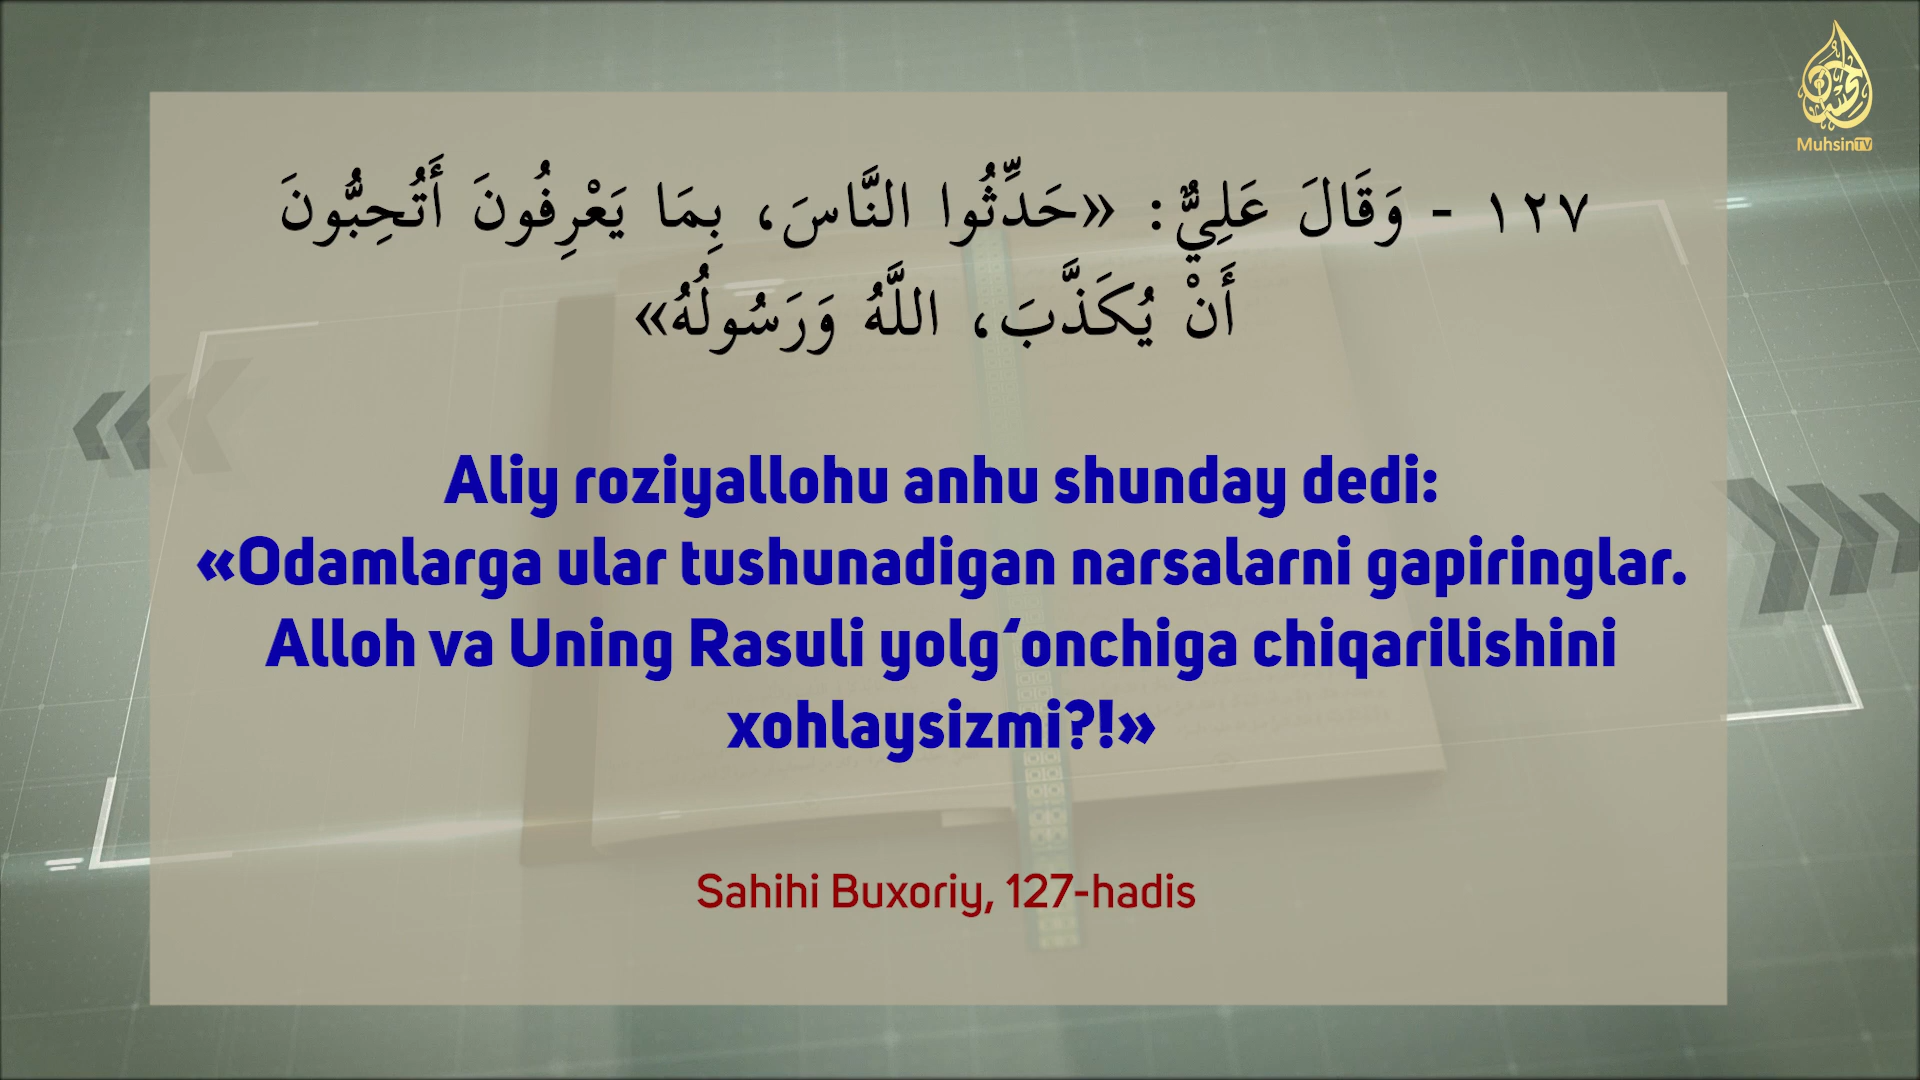 MuhsinTV
١٢٧ - وَقَالَ عَلِيٌّ: «حَدِّثُوا النَّاسَ، بِمَا يَعْرِفُونَ أَتُحِبُّونَ
أَنْ يُكَذَّبَ، اللَّهُ وَرَسُولُهُ»
Aliy roziyallohu anhu shunday dedi:
«Odamlarga ular tushunadigan narsalarni gapiringlar.
Alloh va Uning Rasuli yolg‘onchiga chiqarilishini
xohlaysizmi?!»
Sahihi Buxoriy, 127-hadis